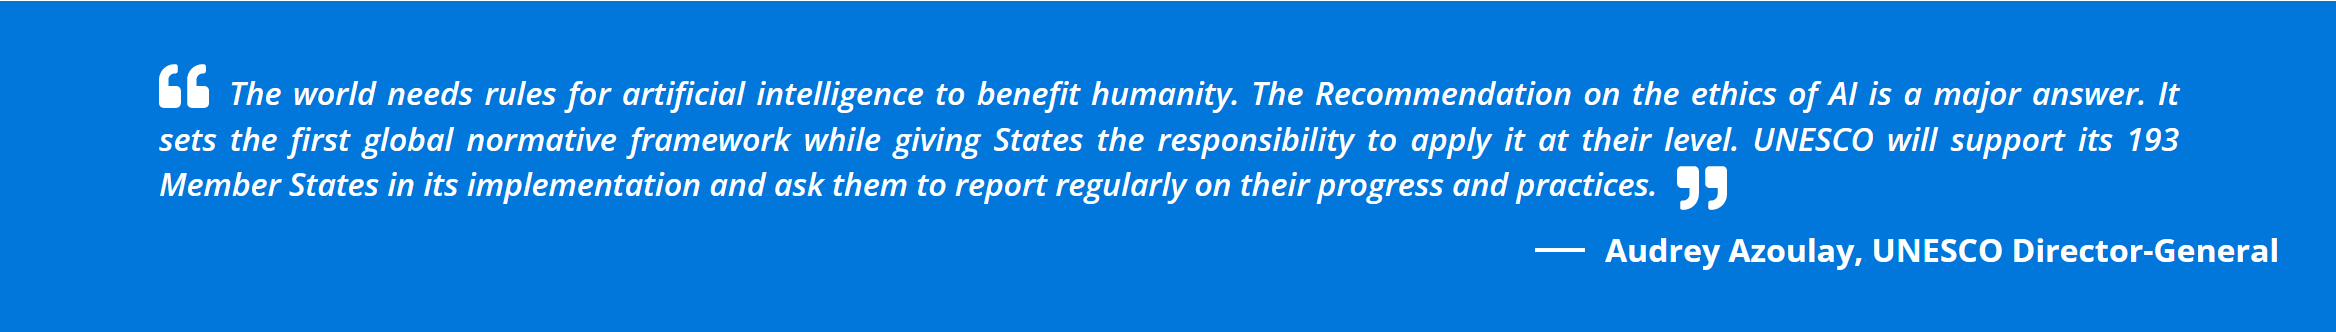 “ The world needs rules for artificial intelligence to benefit humanity. The Recommendation on the ethics of AI is a major answer. It
sets the first global normative framework while giving States the responsibility to apply it at their level. UNESCO will support its 193
Member States in its implementation and ask them to report regularly on their progress and practices. ”
— Audrey Azoulay, UNESCO Director-General